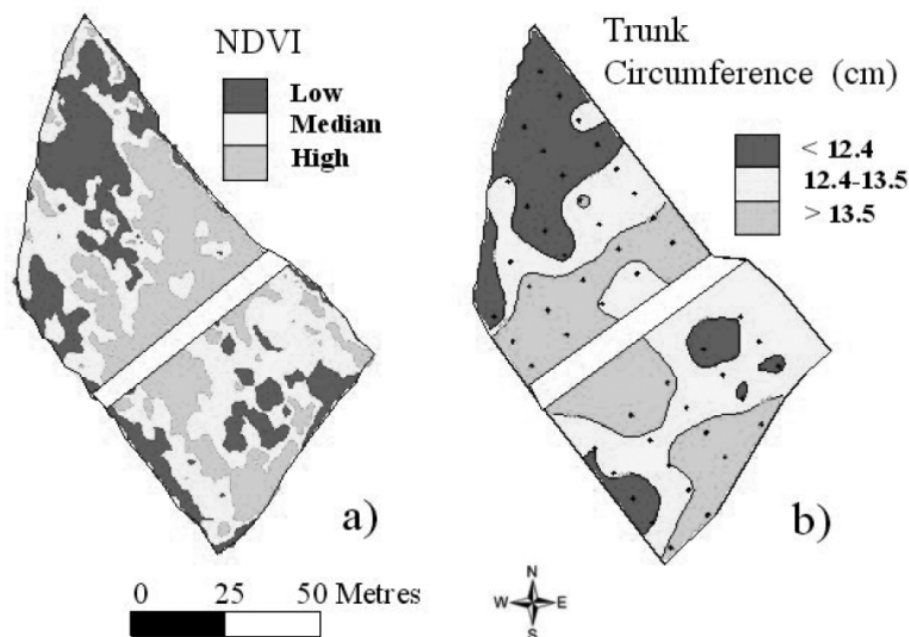 NDVI
Low
Median
High
a)
Trunk
Circumference (cm)
< 12.4
12.4-13.5
> 13.5
b)
0 25 50 Metres
N
W E
S